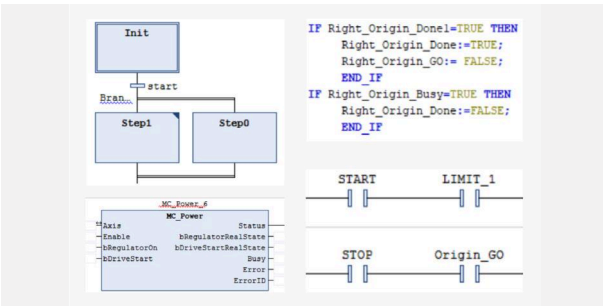 Init
start
Bran..
Step1
Step0
IF Right_Origin_Done1=TRUE THEN
Right_Origin_Done:=TRUE;
Right_Origin_GO:= FALSE;
END_IF
IF Right_Origin_Busy=TRUE THEN
Right_Origin_Done:=FALSE;
END_IF
MC_Power_6
MC_Power
Axis Status
Enable bRegulatorRealState
bRegulatorOn bDriveStartRealState
bDriveStart Busy
Error
ErrorID
START LIMIT_1
STOP Origin_GO